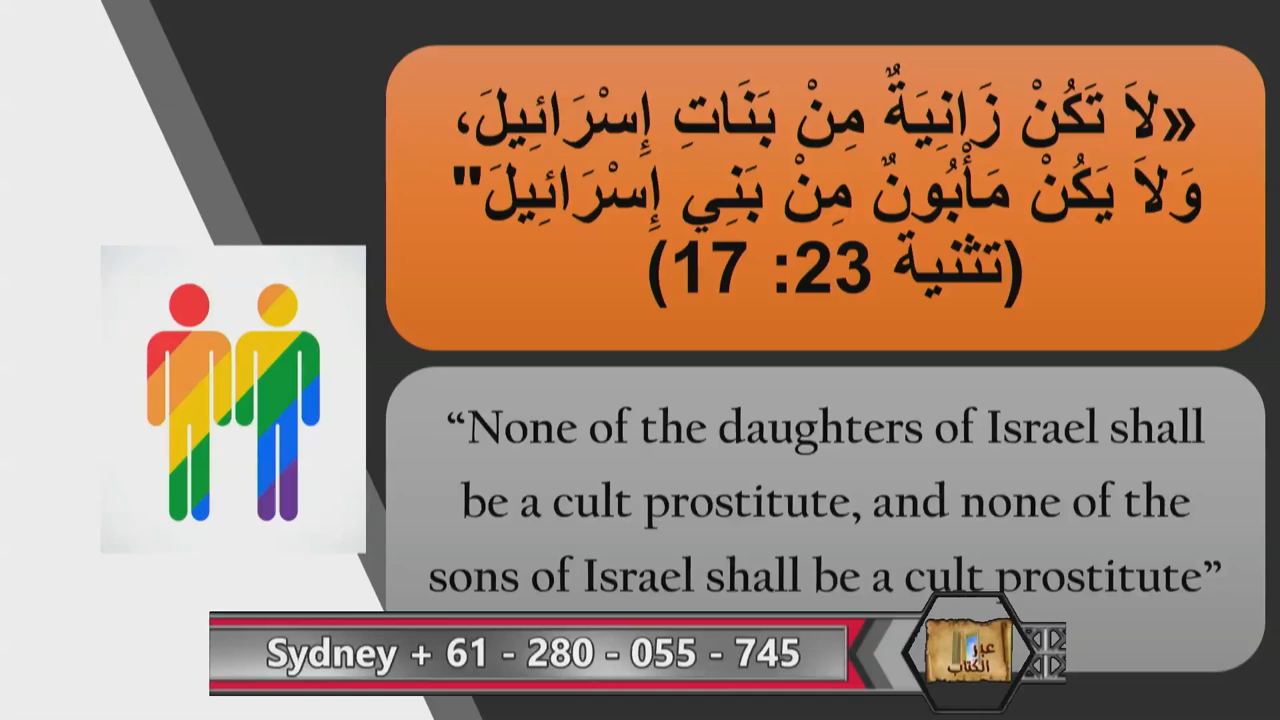 «لاَ تَكُنْ زَانِيَةٌ مِنْ بَنَاتِ إِسْرَائِيلَ،
وَلاَ يَكُنْ مَأْبُونٌ مِنْ بَنِي إِسْرَائِيلَ"
(تثنية 23: 17)
“None of the daughters of Israel shall
be a cult prostitute, and none of the
sons of Israel shall be a cult prostitute”
Sydney + 61 - 280 - 055 - 745
عبر
الكتاب